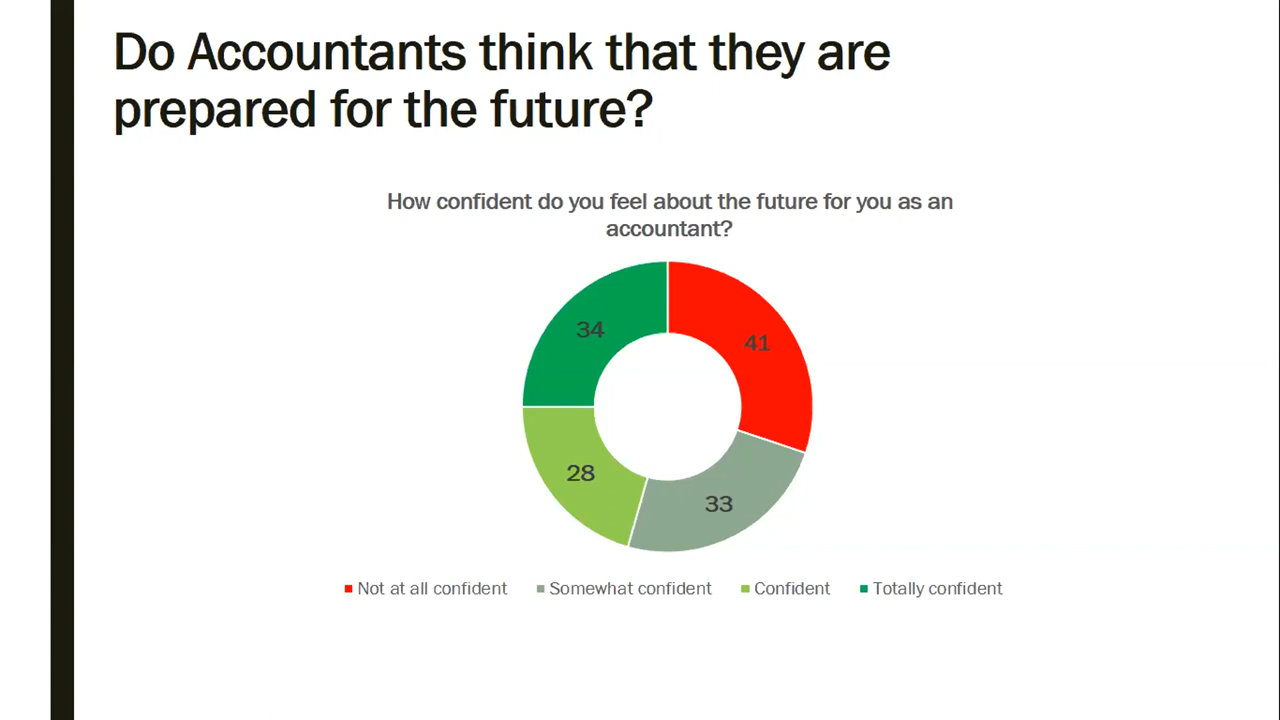 Do Accountants think that they are
prepared for the future?
How confident do you feel about the future for you as an
accountant?
34
41
28
33
Not at all confident
Somewhat confident
Confident
Totally confident